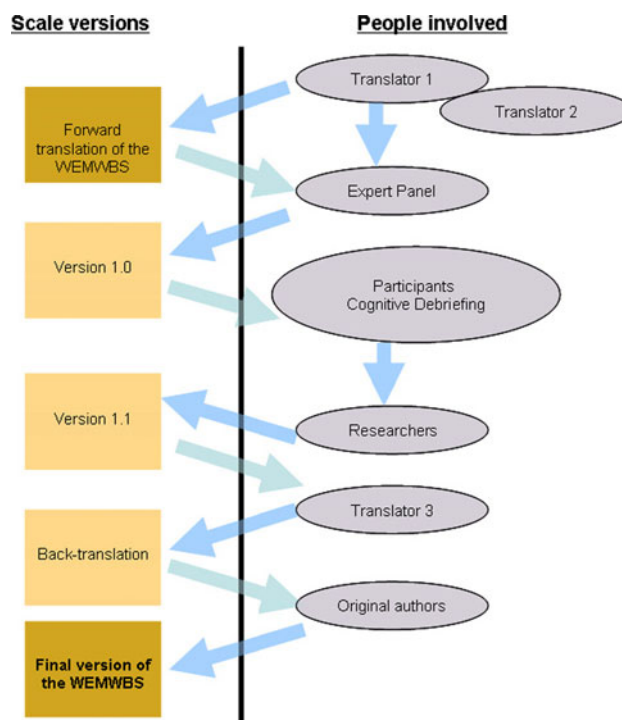 Scale versions
People involved
Translator 1
Translator 2
Forward
translation of the
WEMWBS
Expert Panel
Version 1.0
Participants
Cognitive Debriefing
Version 1.1
Researchers
Translator 3
Back-translation
Original authors
Final version of
the WEMWBS